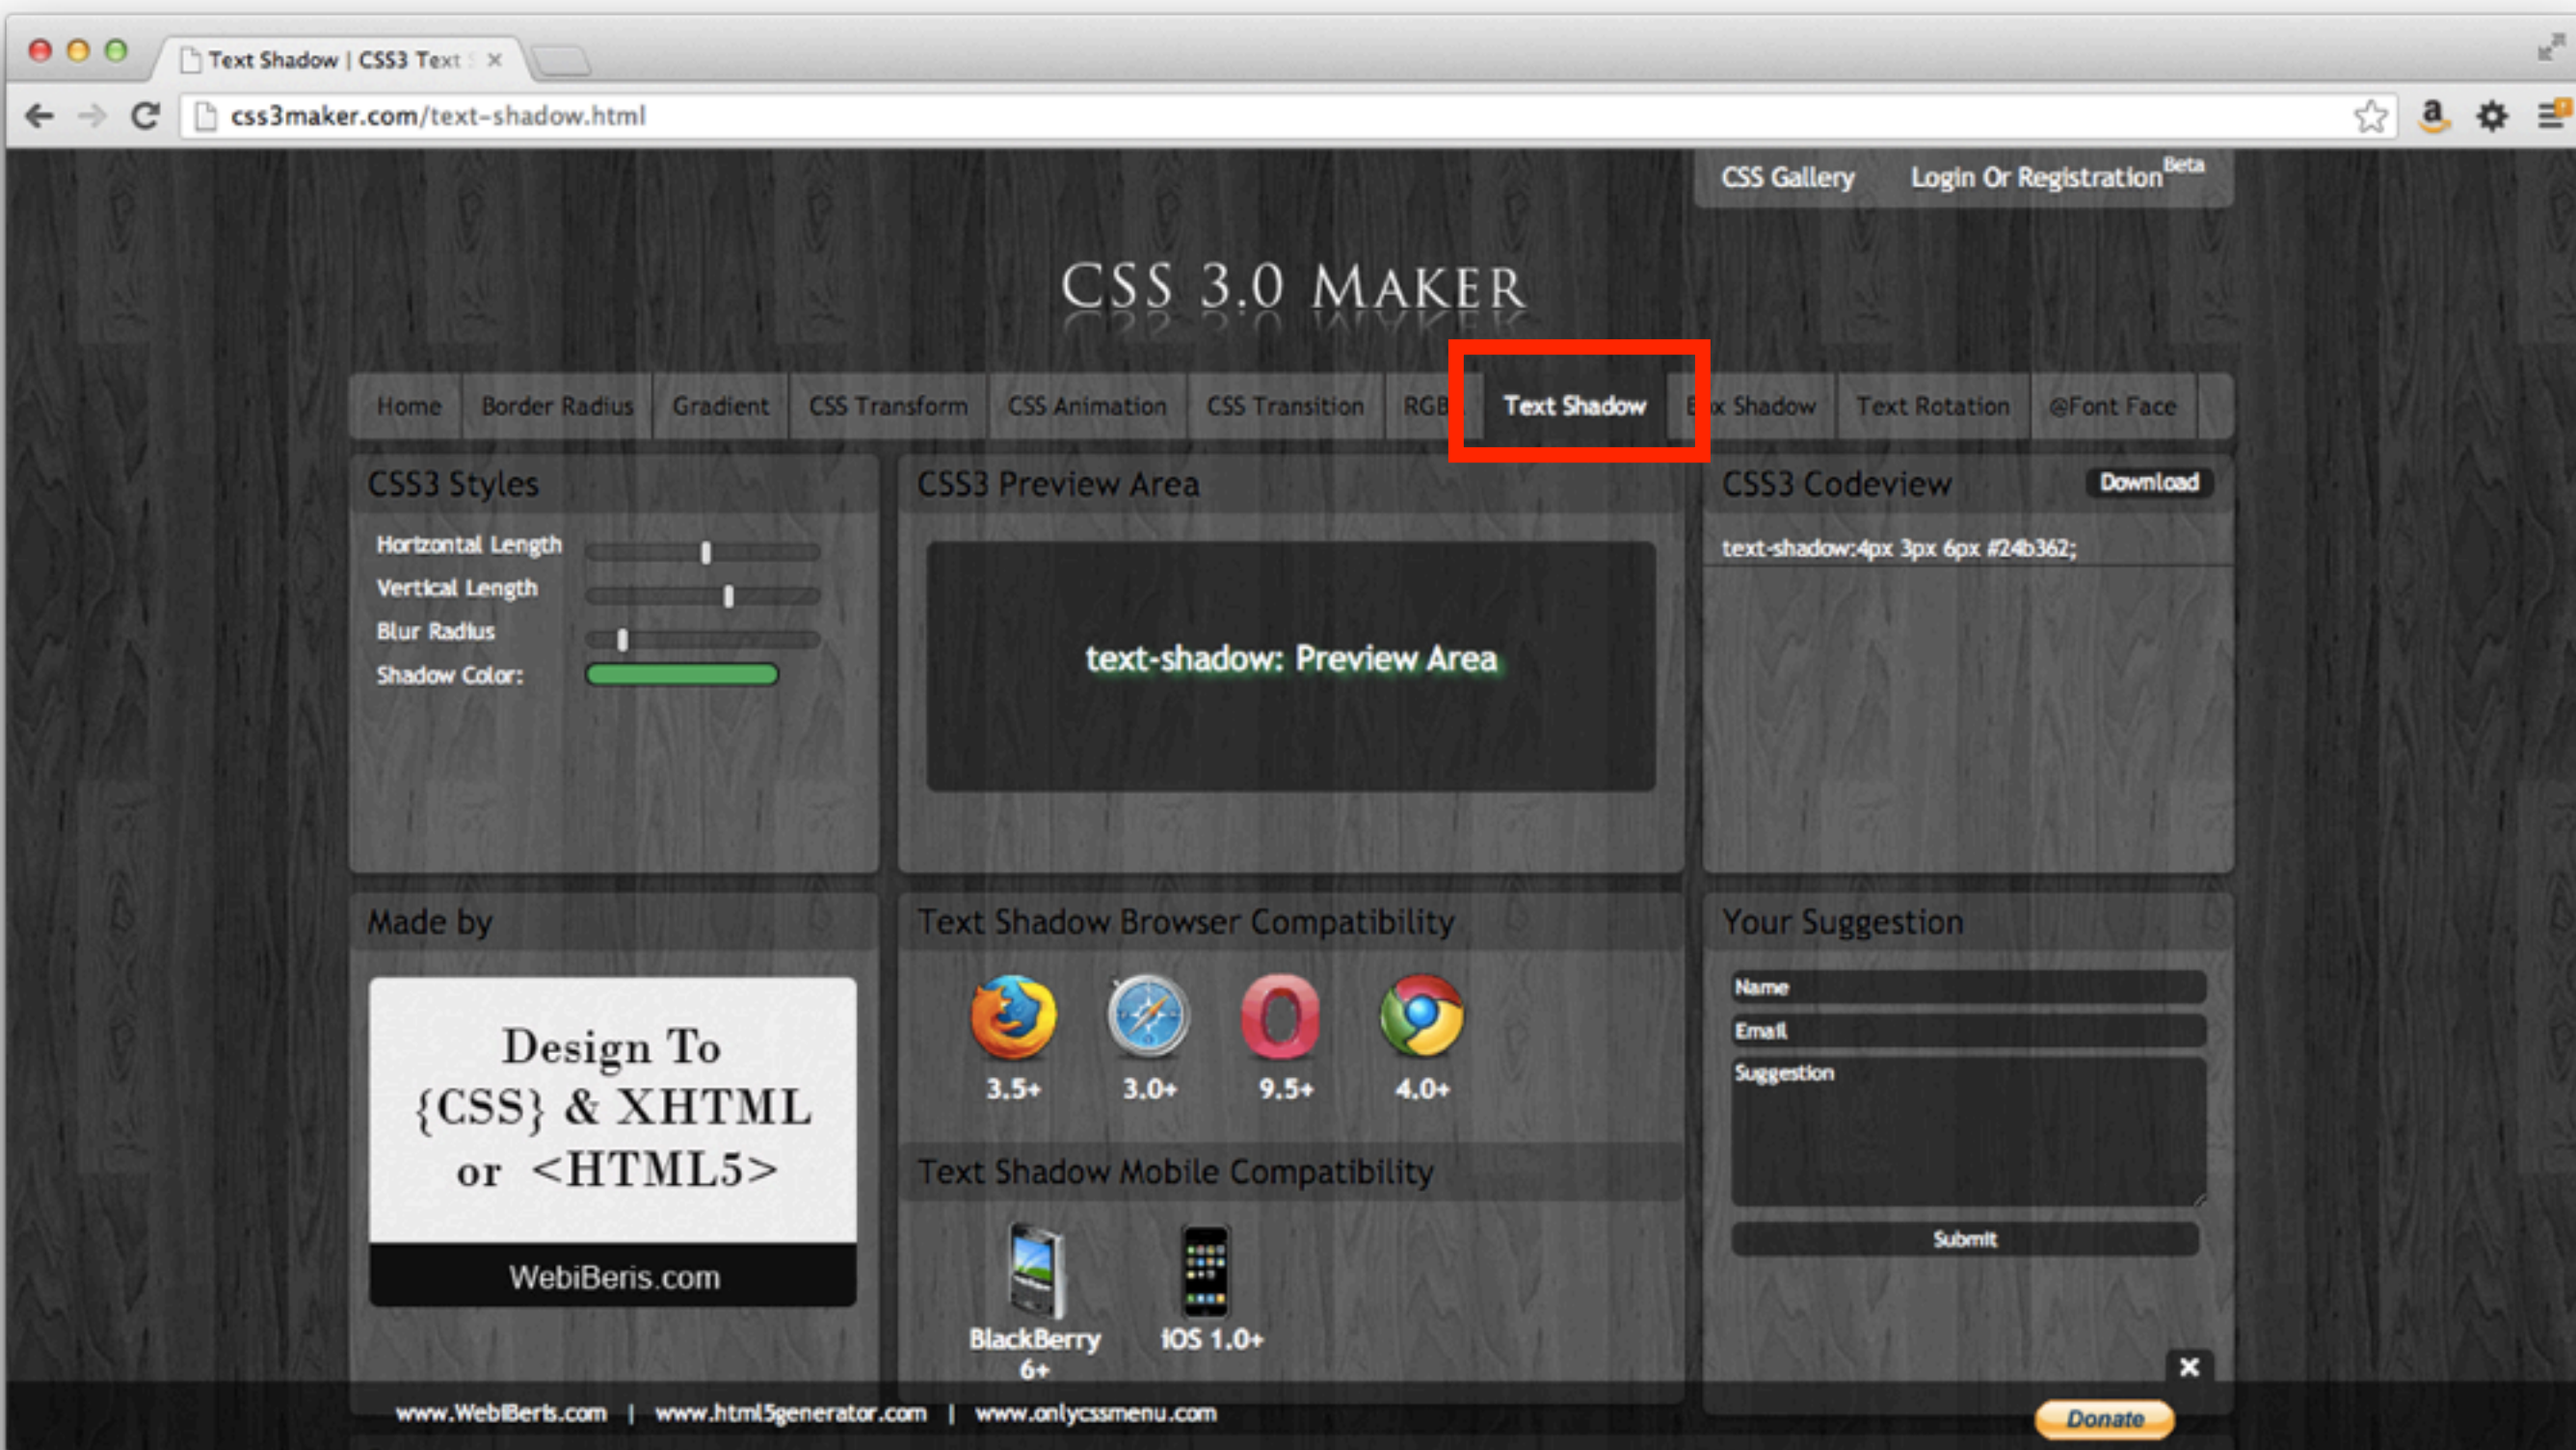 Text Shadow | CSS3 Text
css3maker.com/text-shadow.html
CSS Gallery Login Or Registration Beta
CSS 3.0 MAKER
Home Border Radius Gradient CSS Transform CSS Animation CSS Transition RGB Text Shadow Box Shadow Text Rotation @Font Face
CSS3 Styles
Horizontal Length
Vertical Length
Blur Radius
Shadow Color:
CSS3 Preview Area
text-shadow: Preview Area
CSS3 Codeview Download
text-shadow:4px 3px 6px #24b362;
Made by
Design To
{CSS} & XHTML
or <HTML5>
WebiBeris.com
Text Shadow Browser Compatibility
3.5+ 3.0+ 9.5+ 4.0+
Text Shadow Mobile Compatibility
BlackBerry
6+
iOS 1.0+
Your Suggestion
Name
Email
Suggestion
Submit
www.WebiBeris.com | www.html5generator.com | www.onlycssmenu.com
Donate